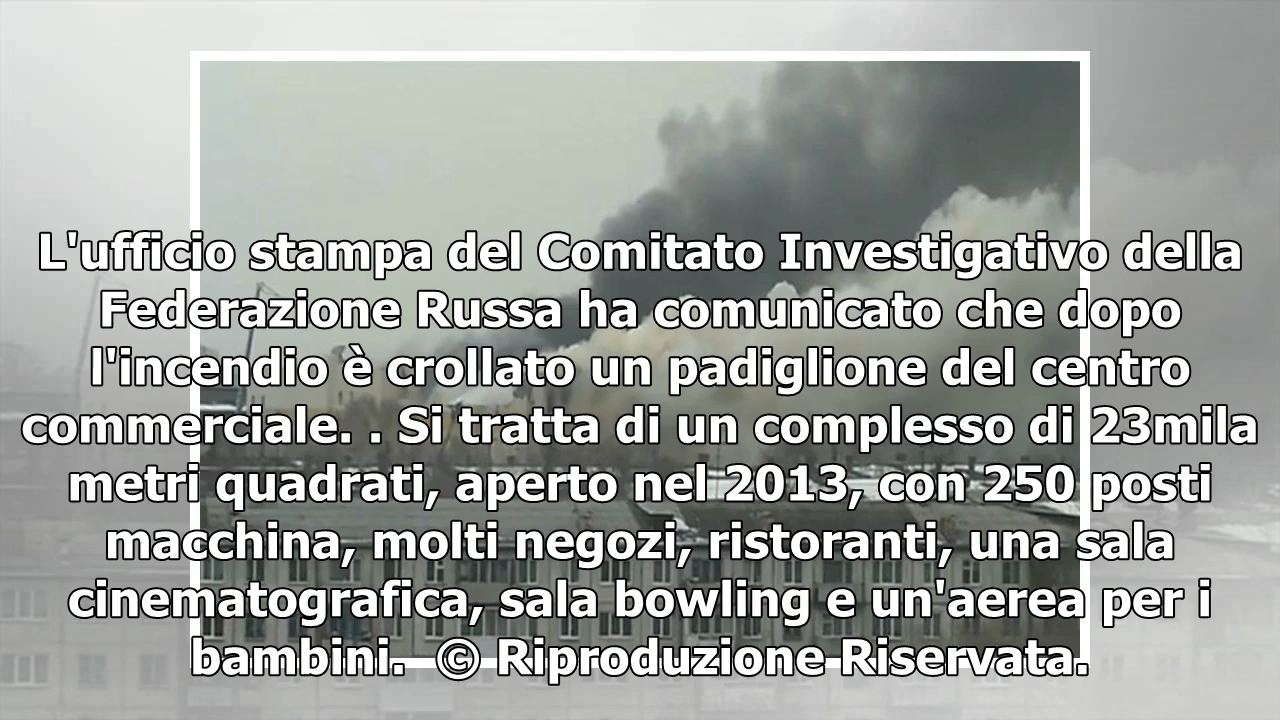 L'ufficio stampa del Comitato Investigativo della
Federazione Russa ha comunicato che dopo
l'incendio è crollato un padiglione del centro
commerciale. . Si tratta di un complesso di 23mila
metri quadrati, aperto nel 2013, con 250 posti
macchina, molti negozi, ristoranti, una sala
cinematografica, sala bowling e un'aerea per i
bambini.  © Riproduzione Riservata.